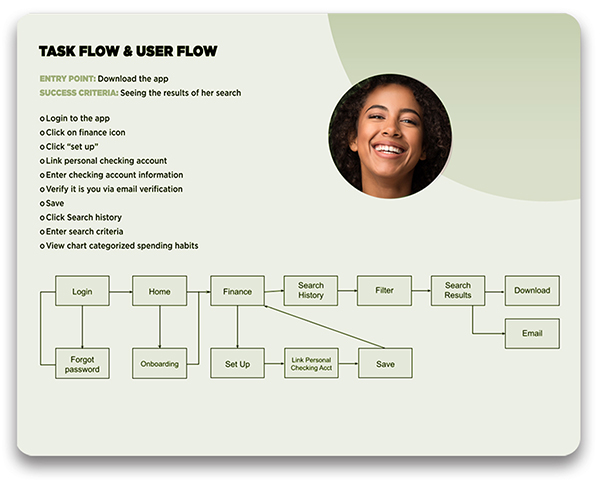 TASK FLOW & USER FLOW
ENTRY POINT: Download the app
SUCCESS CRITERIA: Seeing the results of her search
o Login to the app
o Click on finance icon
o Click “set up”
o Link personal checking account
o Enter checking account information
o Verify it is you via email verification
o Save
o Click Search history
o Enter search criteria
o View chart categorized spending habits
Login
Home
Finance
Search
History
Filter
Search
Results
Download
Email
Forgot
password
Onboarding
Set Up
Link Personal
Checking Acct
Save